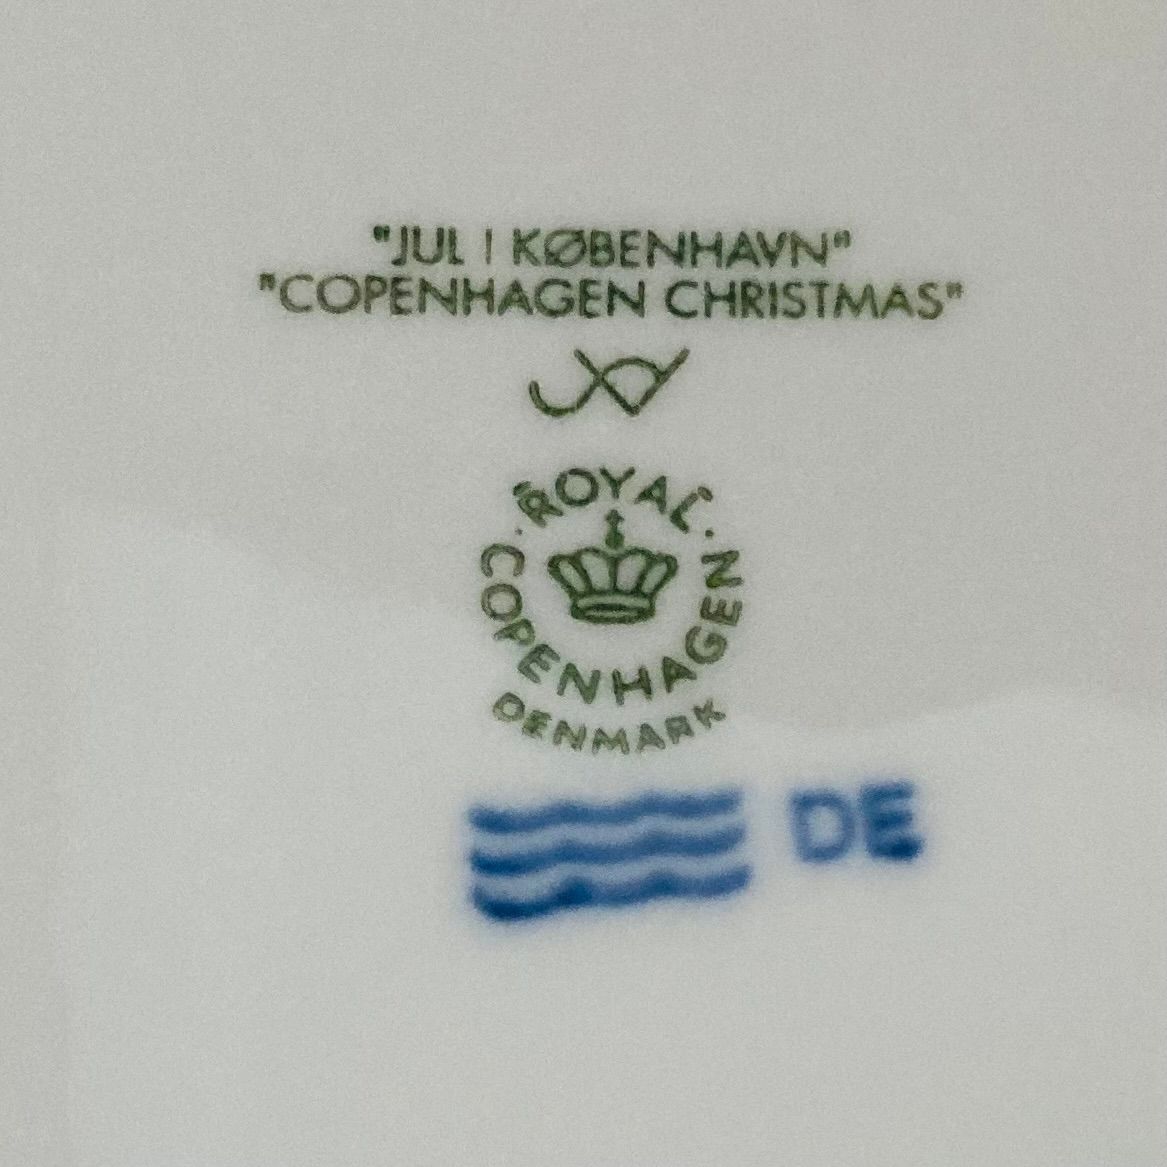 "JUL I KØBENHAVN"
"COPENHAGEN CHRISTMAS"
ROYAL
COPENHAGEN
DENMARK
DE